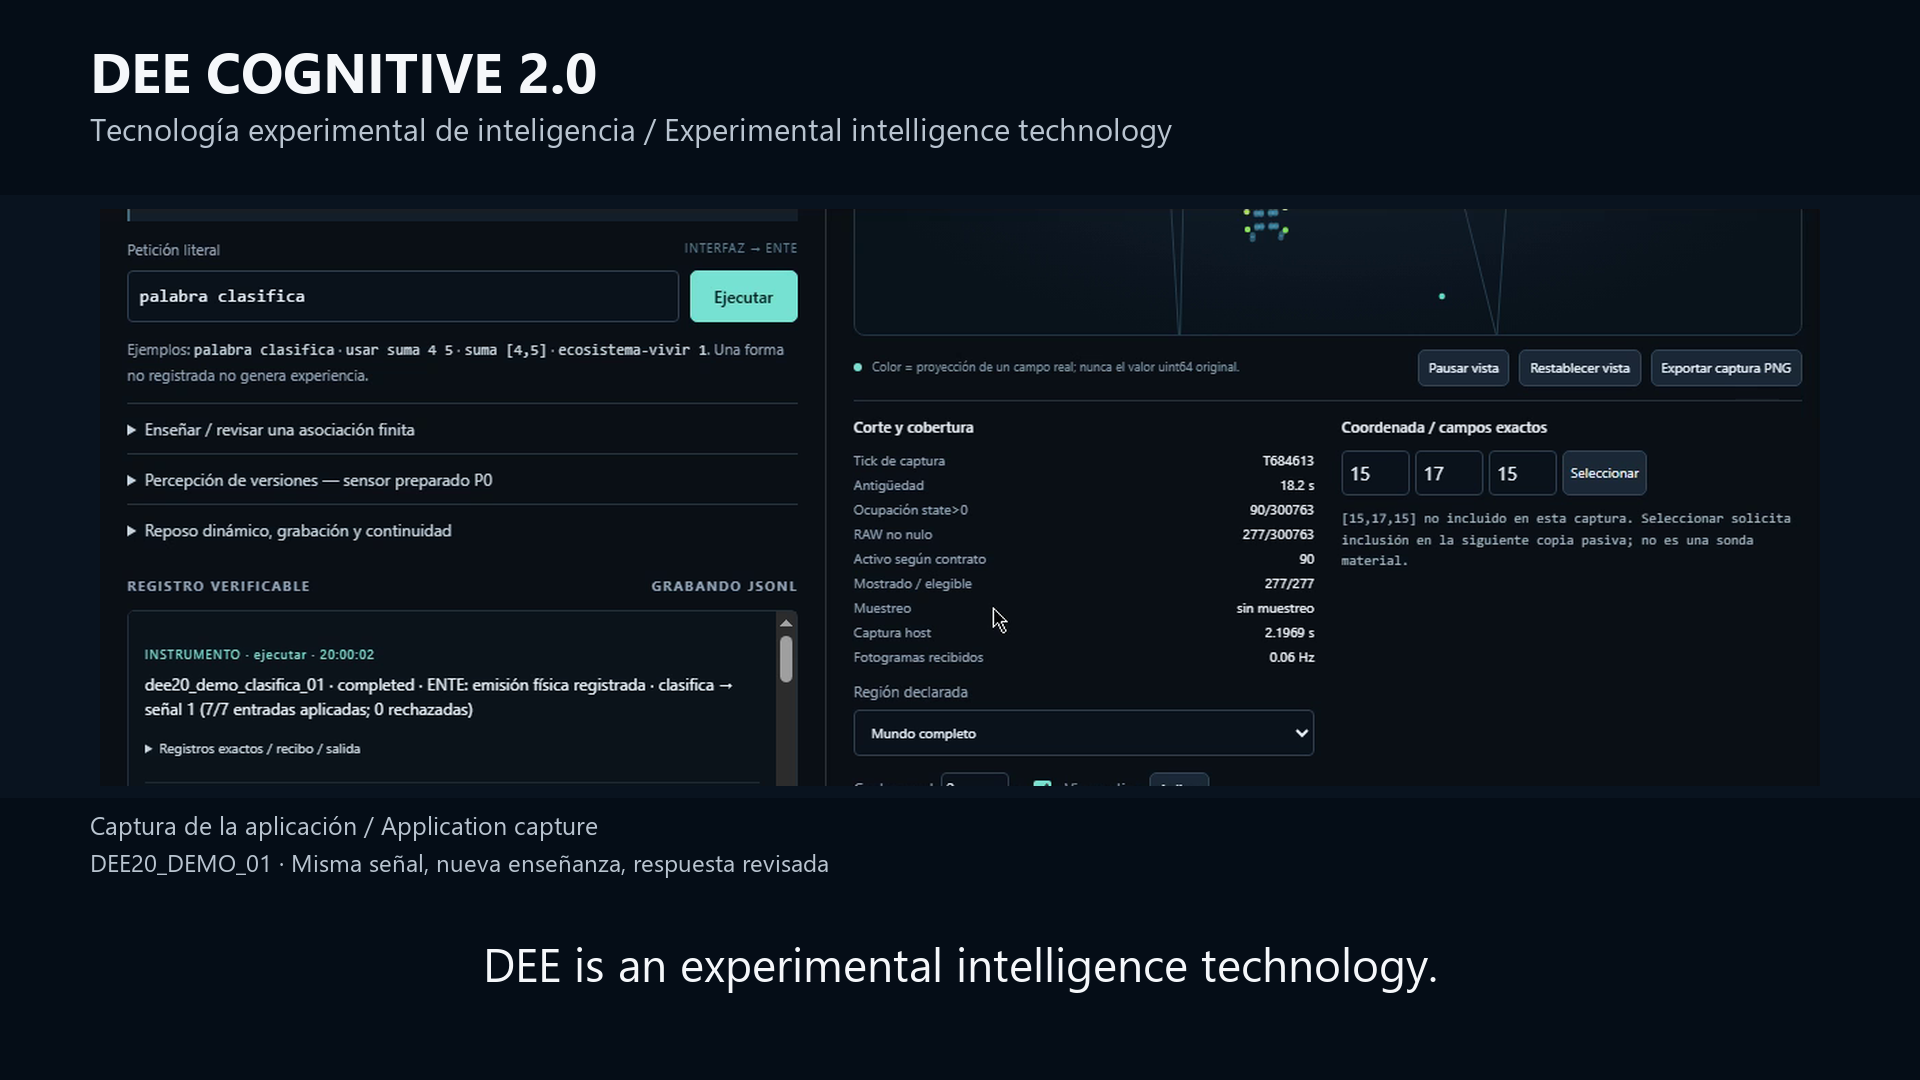 DEE COGNITIVE 2.0
Tecnología experimental de inteligencia / Experimental intelligence technology
Petición literal
INTERFAZ → ENTE
palabra clasifica
Ejecutar
Ejemplos: palabra clasifica · usar suma 4 5 · suma [4,5] · ecosistema-vivir 1. Una forma
no registrada no genera experiencia.
▶ Enseñar / revisar una asociación finita
▶ Percepción de versiones — sensor preparado P0
▶ Reposo dinámico, grabación y continuidad
REGISTRO VERIFICABLE
GRABANDO JSONL
INSTRUMENTO · ejecutar · 20:00:02
dee20_demo_clasifica_01 · completed · ENTE: emisión física registrada · clasifica →
señal 1 (7/7 entradas aplicadas; 0 rechazadas)
▶ Registros exactos / recibo / salida
Color = proyección de un campo real; nunca el valor uint64 original.
Pausar vista
Restablecer vista
Exportar captura PNG
Corte y cobertura
Tick de captura T684613
Antigüedad 18.2 s
Ocupación state>0 90/300763
RAW no nulo 277/300763
Activo según contrato 90
Mostrado / elegible 277/277
Muestreo sin muestreo
Captura host 2.1969 s
Fotogramas recibidos 0.06 Hz
Región declarada
Mundo completo
Coordenada / campos exactos
15 17 15 Seleccionar
[15,17,15] no incluido en esta captura. Seleccionar solicita
inclusión en la siguiente copia pasiva; no es una sonda
material.
Captura de la aplicación / Application capture
DEE20_DEMO_01 · Misma señal, nueva enseñanza, respuesta revisada
DEE is an experimental intelligence technology.